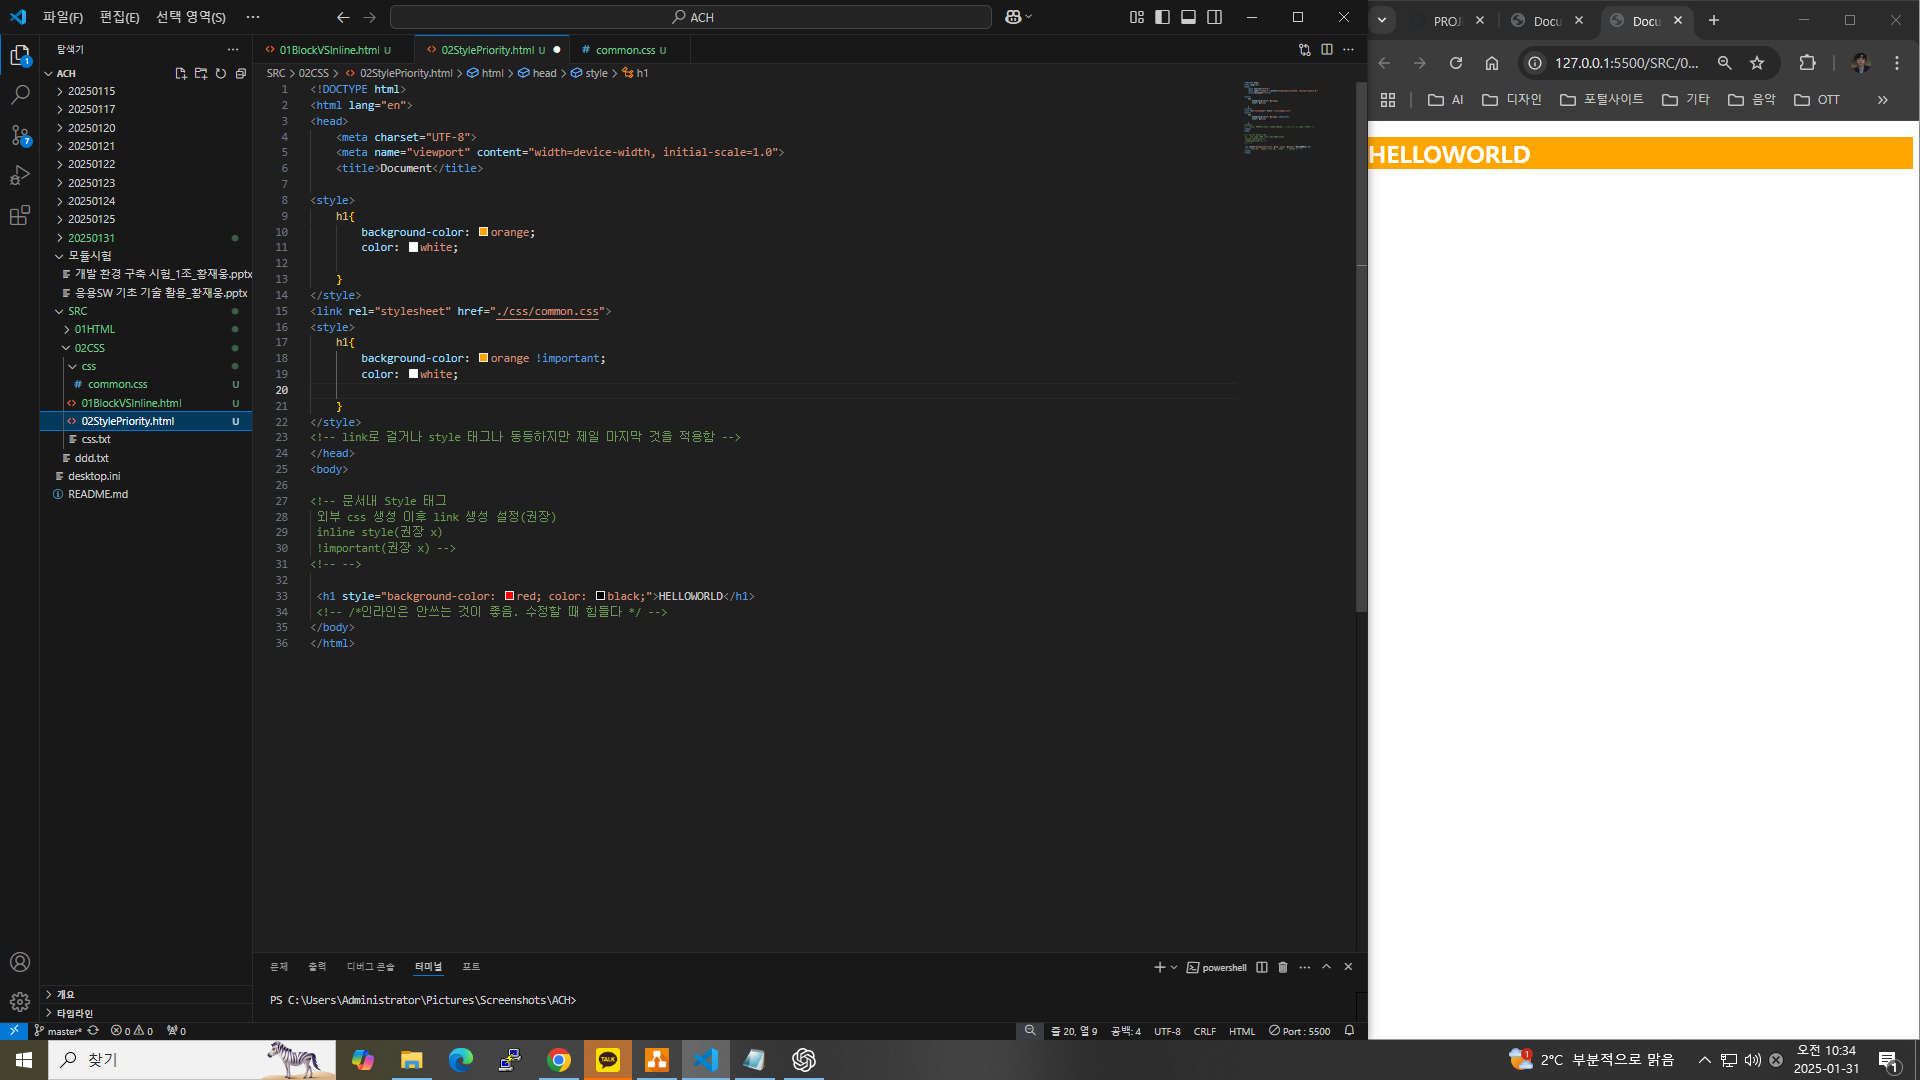 파일(F) 편집(E) 선택 영역(S) ···
ACH
탐색기
ACH
20250115
20250117
20250120
20250121
20250122
20250123
20250124
20250125
20250131
모듈시험
개발 환경 구축 시험_1조_황재웅.pptx
응용SW 기초 기술 활용_황재웅.pptx
SRC
01HTML
02CSS
css
common.css U
01BlockVSInline.html U
02StylePriority.html U
css.txt
ddd.txt
desktop.ini
README.md
개요
타임라인
01BlockVSInline.html U
02StylePriority.html U
common.css U
SRC > 02CSS > 02StylePriority.html > html > head > style > h1
1 <!DOCTYPE html>
2 <html lang="en">
3 <head>
4 <meta charset="UTF-8">
5 <meta name="viewport" content="width=device-width, initial-scale=1.0">
6 <title>Document</title>
7
8 <style>
9 h1{
10 background-color: orange;
11 color: white;
12
13 }
14 </style>
15 <link rel="stylesheet" href="./css/common.css">
16 <style>
17 h1{
18 background-color: orange !important;
19 color: white;
20
21 }
22 </style>
23 <!-- link로 걸거나 style 태그나 동등하지만 제일 마지막 것을 적용함 -->
24 </head>
25 <body>
26
27 <!-- 문서내 Style 태그
28 외부 css 생성 이후 link 생성 설정(권장)
29 inline style(권장 x)
30 !important(권장 x) -->
31 <!-- -->
32
33 <h1 style="background-color: red; color: black;">HELLOWORLD</h1>
34 <!-- /*인라인은 안쓰는 것이 좋음. 수정할 때 힘들다 */ -->
35 </body>
36 </html>
문제 출력 디버그 콘솔 터미널 포트
powershell
PS C:\Users\Administrator\Pictures\Screenshots\ACH>
master* 0 0 0
줄 20, 열 9 공백: 4 UTF-8 CRLF HTML Port : 5500
PROJ
Docu
Docu
127.0.0.1:5500/SRC/0...
AI 디자인 포털사이트 기타 음악 OTT
HELLOWORLD
찾기
TALK
2°C 부분적으로 맑음
오전 10:34
2025-01-31